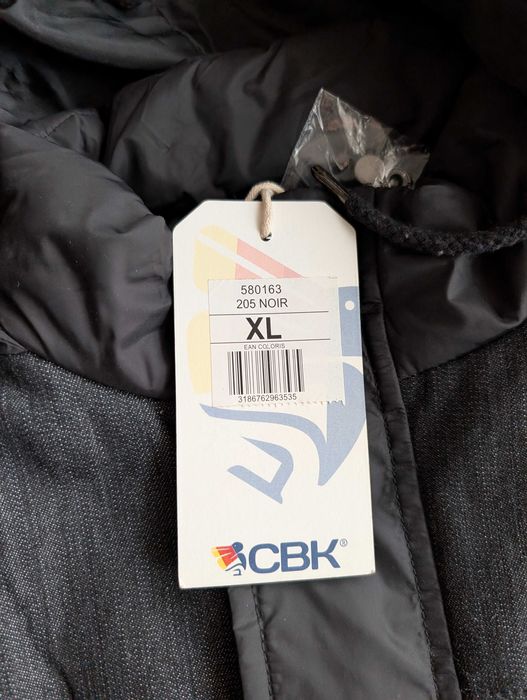 580163
205 NOIR
XL
EAN COLORIS
3186762963535
CBK®